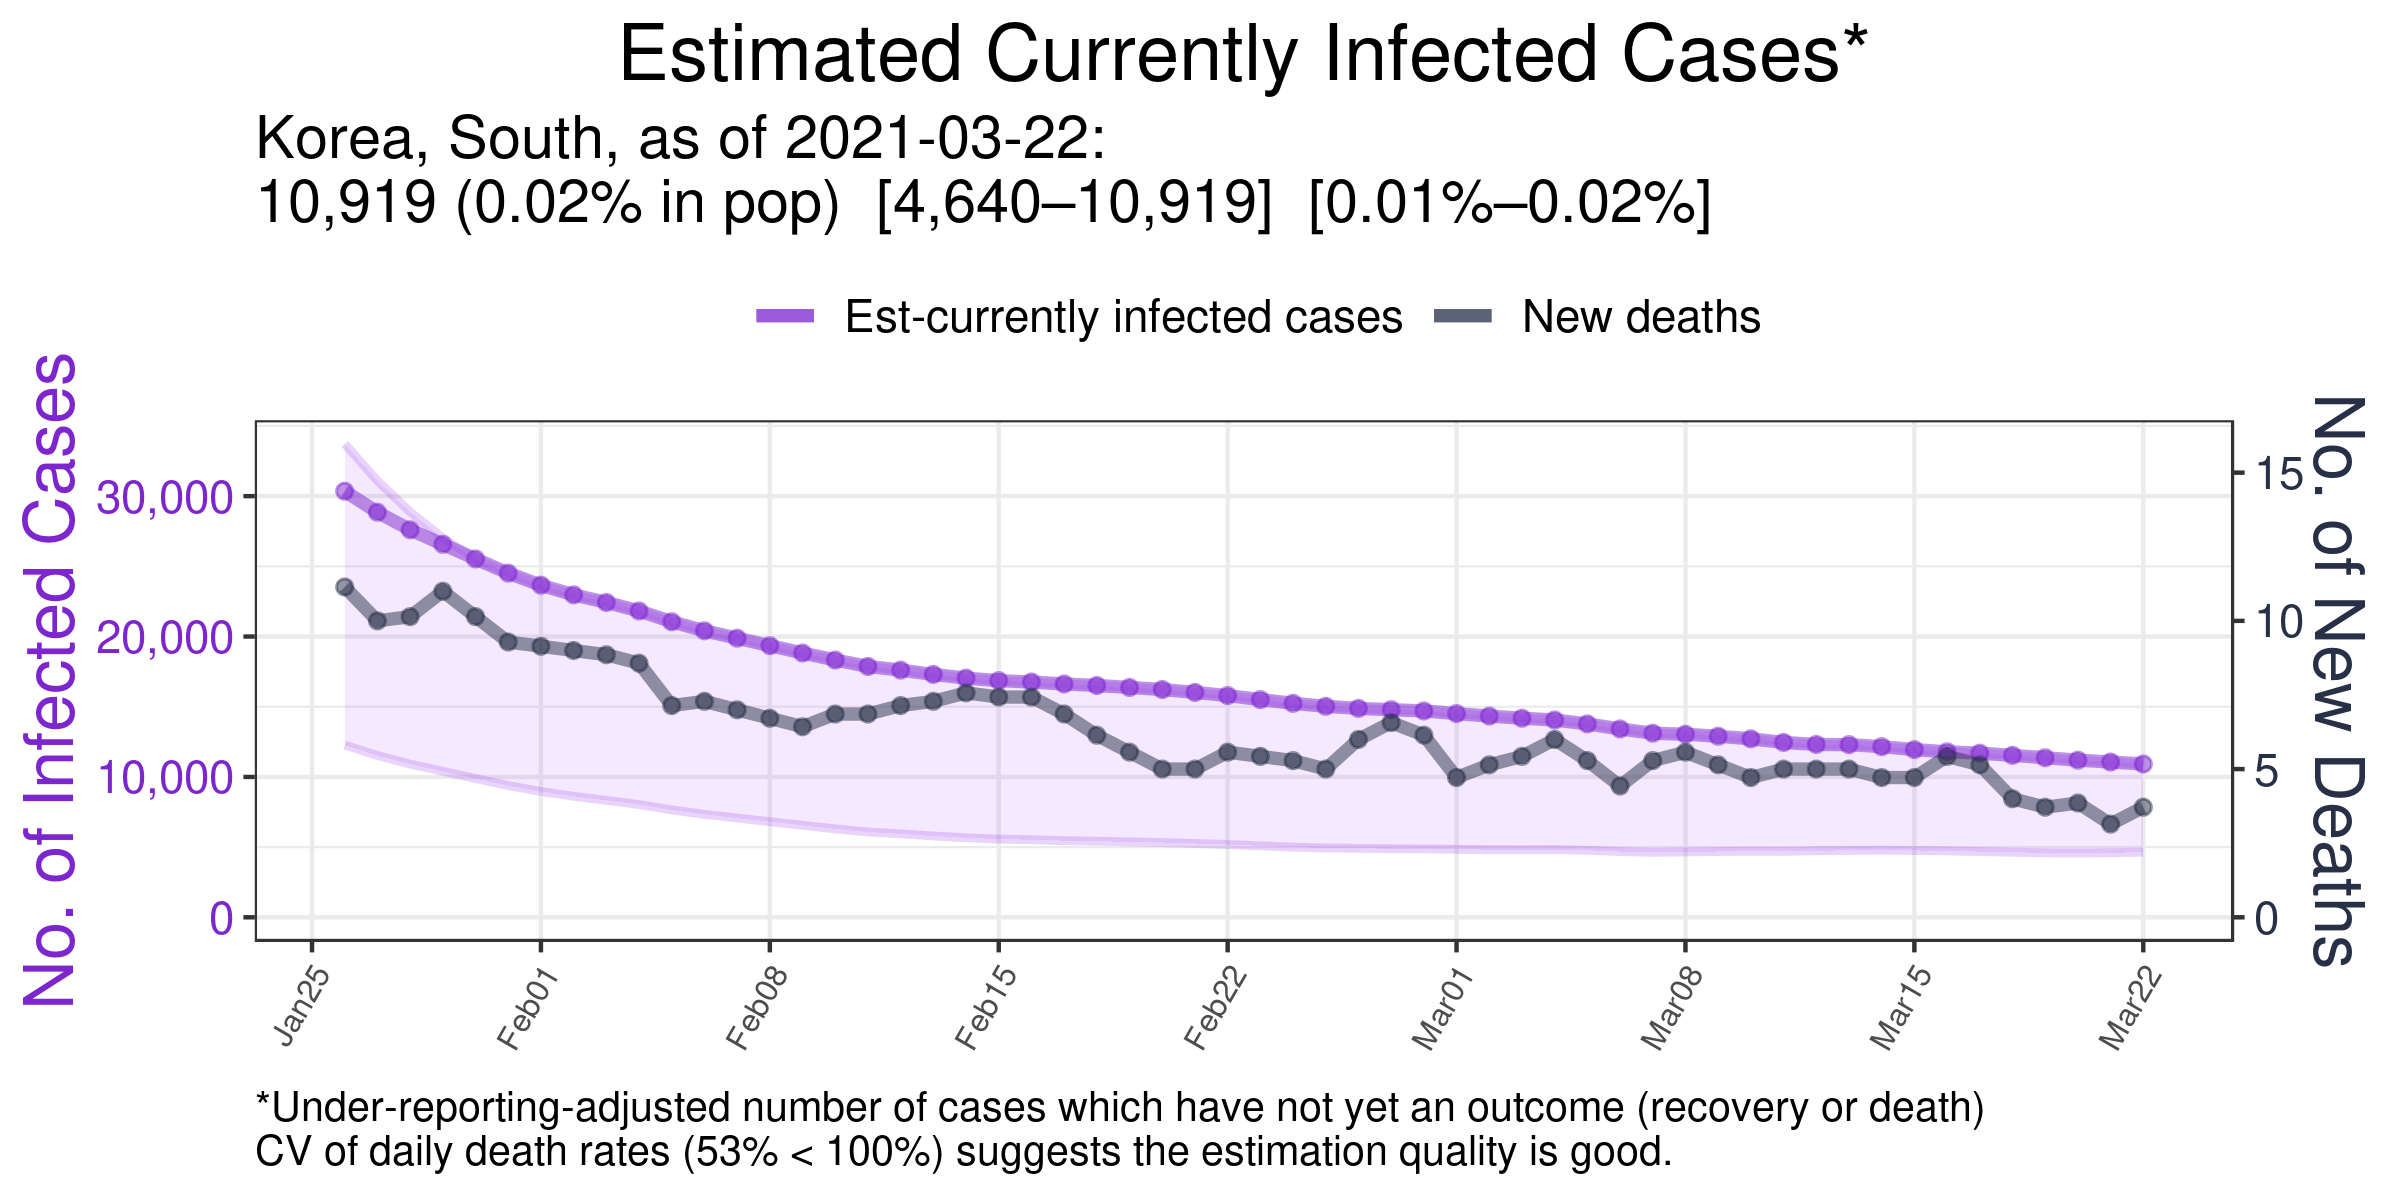 Estimated Currently Infected Cases*
Korea, South, as of 2021-03-22:
10,919 (0.02% in pop)  [4,640–10,919]  [0.01%–0.02%]
Est-currently infected cases
New deaths
No. of Infected Cases
30,000
20,000
10,000
0
No. of New Deaths
15
10
5
0
Jan25
Feb01
Feb08
Feb15
Feb22
Mar01
Mar08
Mar15
Mar22
*Under-reporting-adjusted number of cases which have not yet an outcome (recovery or death)
CV of daily death rates (53% < 100%) suggests the estimation quality is good.